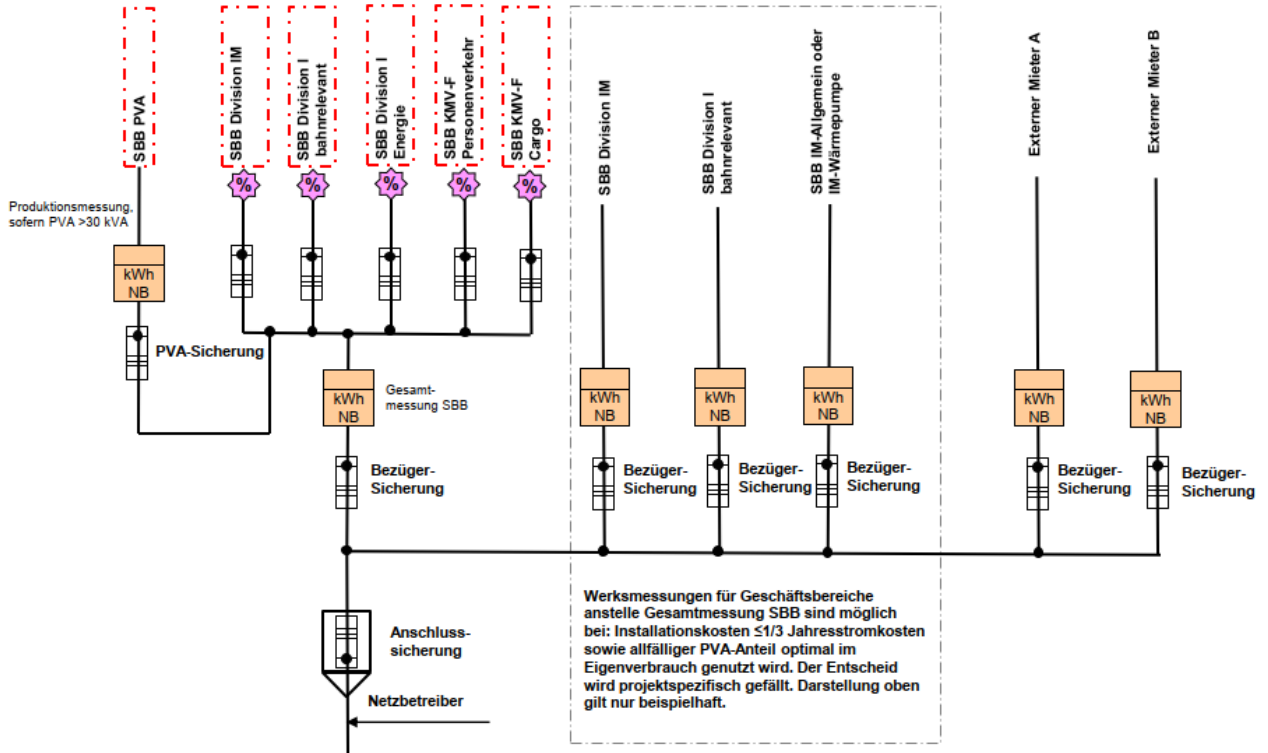 SBB PVA
SBB Division IM
SBB Division I
bahnrelevant
SBB Division I
Energie
SBB KMV-F
Personenverkehr
SBB KMV-F
Cargo
SBB Division IM
SBB Division I
bahnrelevant
SBB IM-Allgemein oder
IM-Wärmepumpe
Externer Mieter A
Externer Mieter B
%
%
%
%
%
Produktionsmessung,
sofern PVA >30 kVA
kWh
NB
PVA-Sicherung
kWh
NB
Gesamt-
messung SBB
kWh
NB
kWh
NB
kWh
NB
kWh
NB
kWh
NB
Bezüger-
Sicherung
Bezüger-
Sicherung
Bezüger-
Sicherung
Bezüger-
Sicherung
Bezüger-
Sicherung
Bezüger-
Sicherung
Werksmessungen für Geschäftsbereiche
anstelle Gesamtmessung SBB sind möglich
bei: Installationskosten ≤1/3 Jahresstromkosten
sowie allfälliger PVA-Anteil optimal im
Eigenverbrauch genutzt wird. Der Entscheid
wird projektspezifisch gefällt. Darstellung oben
gilt nur beispielhaft.
Anschluss-
sicherung
Netzbetreiber